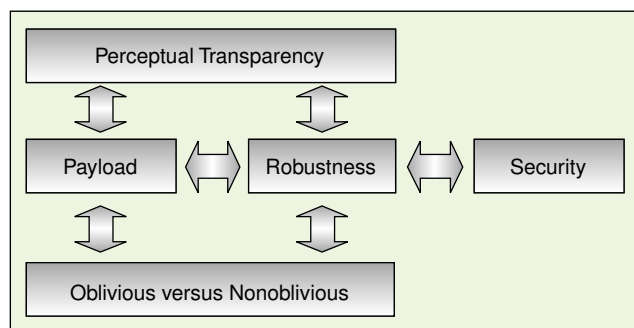 Perceptual Transparency
Payload
Robustness
Security
Oblivious versus Nonoblivious